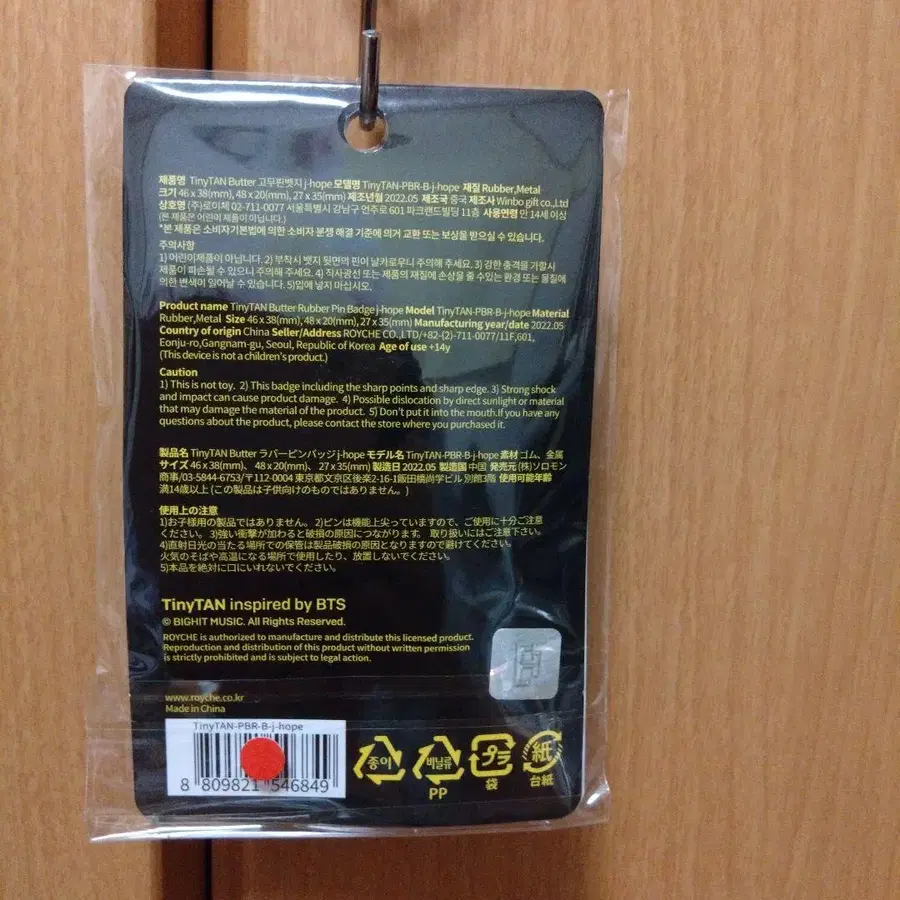 제품명 TinyTAN Butter 고무핀뱃지 j-hope 모델명 TinyTAN-PBR-B-j-hope 재질 Rubber,Metal
크기 46 x 38(mm), 48 x 20(mm), 27 x 35(mm) 제조년월 2022.05 제조국 중국 제조사 Winbo gift co.,Ltd
상호명 (주)로이체 02-711-0077 서울특별시 강남구 언주로 601 파크랜드빌딩 11층 사용연령 만 14세 이상
(본 제품은 어린이 제품이 아닙니다.)
*본 제품은 소비자기본법에 의한 소비자 분쟁 해결 기준에 의거 교환 또는 보상을 받으실 수 있습니다.
주의사항
1) 어린이제품이 아닙니다. 2) 부착시 뱃지 뒷면의 핀이 날카로우니 주의해 주세요. 3) 강한 충격을 가할시
제품이 파손될 수 있으니 주의해 주세요. 4) 직사광선 또는 제품의 재질에 손상을 줄 수있는 환경 또는 물질에
의한 변색이 일어날 수 있습니다. 5)입에 넣지 마십시오.
Product name TinyTAN Butter Rubber Pin Badge j-hope Model TinyTAN-PBR-B-j-hope Material
Rubber,Metal Size 46 x 38(mm), 48 x 20(mm), 27 x 35(mm) Manufacturing year/date 2022.05
Country of origin China Seller/Address ROYCHE CO.,LTD/+82-(2)-711-0077/11F,601,
Eonju-ro,Gangnam-gu, Seoul, Republic of Korea Age of use +14y
(This device is not a children's product.)
Caution
1) This is not toy. 2) This badge including the sharp points and sharp edge. 3) Strong shock
and impact can cause product damage. 4) Possible dislocation by direct sunlight or material
that may damage the material of the product. 5) Don't put it into the mouth.If you have any
questions about the product, please contact the store where you purchased it.
製品名 TinyTAN Butter ラバーピンバッジ j-hope モデル名 TinyTAN-PBR-B-j-hope 素材 ゴム、金属
サイズ 46 x 38(mm)、 48 x 20(mm)、 27 x 35(mm) 製造日 2022.05 製造国 中国 発売元 (株)ソロモン
商事/03-5844-6753/〒112-0004 東京都文京区後楽2-16-1飯田橋尚学ビル 別館3階 使用可能年齢
満14歳以上 (この製品は子供向けのものではありません。)
使用上の注意
1)お子様用の製品ではありません。 2)ピンは機能上尖っていますので、ご使用に十分ご注意
ください。 3)強い衝撃が加わると破損の原因につながります。 取り扱いにはご注意下さい。
4)直射日光の当たる場所での保管は製品破損の原因となりますので避けてください。
火気のそばや高温になる場所で使用したり、放置しないでください。
5)本品を絶対に口にいれないでください。
TinyTAN inspired by BTS
© BIGHIT MUSIC. All Rights Reserved.
ROYCHE is authorized to manufacture and distribute this licensed product.
Reproduction and distribution of this product without written permission
is strictly prohibited and is subject to legal action.
www.royche.co.kr
Made in China
TinyTAN-PBR-B-j-hope
8 809821 546849
종이 비닐류 プラ 紙
PP 袋 台紙